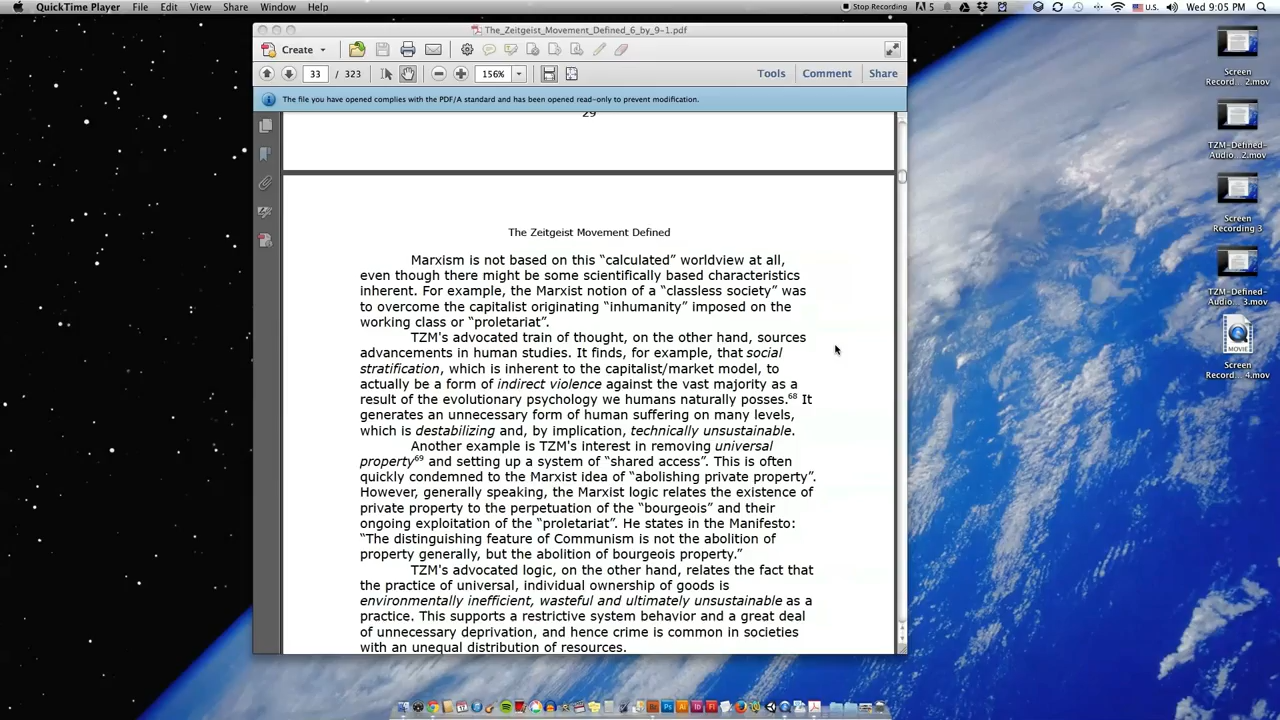 QuickTime Player File Edit View Share Window Help Stop Recording 5 U.S. Wed 9:05 PM
The_Zeitgeist_Movement_Defined_6_by_9-1.pdf
Create
33 / 323 156% Tools Comment Share
The file you have opened complies with the PDF/A standard and has been opened read-only to prevent modification.
29
The Zeitgeist Movement Defined
Marxism is not based on this “calculated” worldview at all,
even though there might be some scientifically based characteristics
inherent. For example, the Marxist notion of a “classless society” was
to overcome the capitalist originating “inhumanity” imposed on the
working class or “proletariat”.
TZM's advocated train of thought, on the other hand, sources
advancements in human studies. It finds, for example, that social
stratification, which is inherent to the capitalist/market model, to
actually be a form of indirect violence against the vast majority as a
result of the evolutionary psychology we humans naturally posses.68 It
generates an unnecessary form of human suffering on many levels,
which is destabilizing and, by implication, technically unsustainable.
Another example is TZM's interest in removing universal
property69 and setting up a system of “shared access”. This is often
quickly condemned to the Marxist idea of “abolishing private property”.
However, generally speaking, the Marxist logic relates the existence of
private property to the perpetuation of the “bourgeois” and their
ongoing exploitation of the “proletariat”. He states in the Manifesto:
“The distinguishing feature of Communism is not the abolition of
property generally, but the abolition of bourgeois property.”
TZM's advocated logic, on the other hand, relates the fact that
the practice of universal, individual ownership of goods is
environmentally inefficient, wasteful and ultimately unsustainable as a
practice. This supports a restrictive system behavior and a great deal
of unnecessary deprivation, and hence crime is common in societies
with an unequal distribution of resources.
Screen
Record... 2.mov
TZM-Defined-
Audio...2.mov
Screen
Recording 3
TZM-Defined-
Audio... 3.mov
MOVIE
Screen
Record... 4.mov